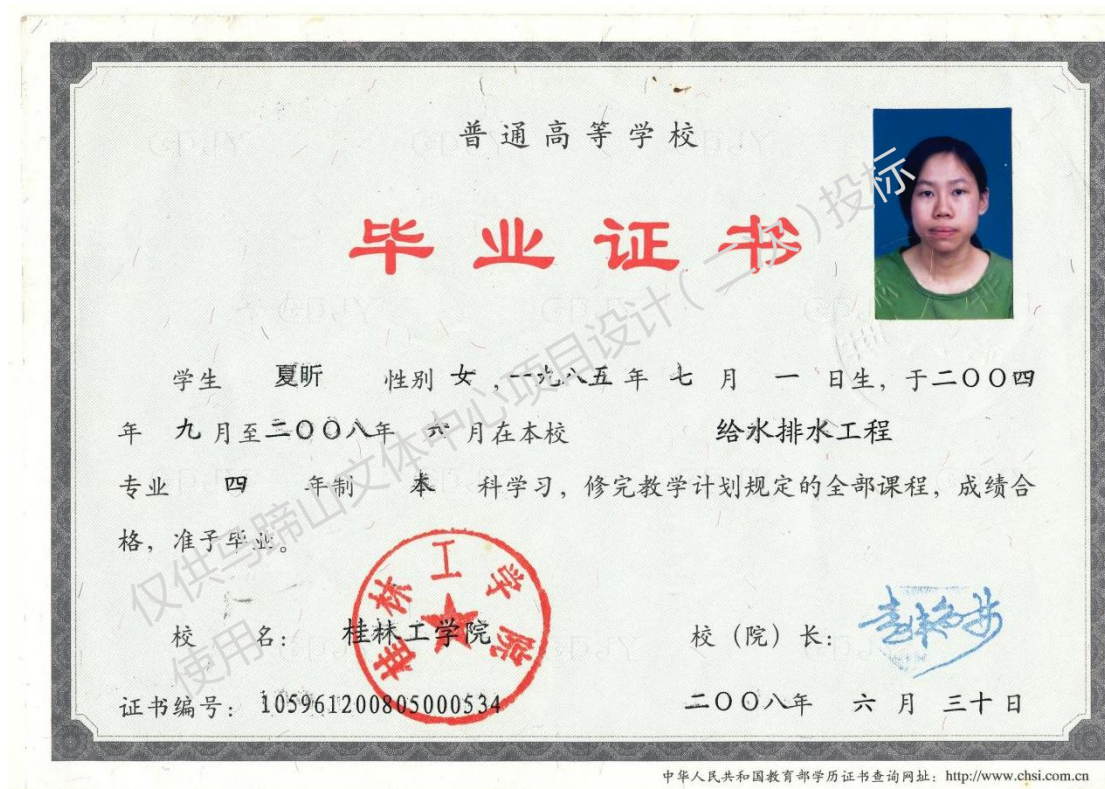 普通高等学校
毕业证书
学生 夏昕 性别 女 ,一九八五 年 七 月 一 日生，于二〇〇四
年 九 月至二〇〇八年 六 月在本校 给水排水工程
专业 四 年制 本 科学习，修完教学计划规定的全部课程，成绩合
格，准予毕业。
校 名： 桂林工学院
桂林工学院
校（院）长：
证书编号：105961200805000534
二〇〇八年 六 月 三十 日
中华人民共和国教育部学历证书查询网址：http://www.chsi.com.cn
仅供马蹄山文体中心项目设计(二次)投标
使用